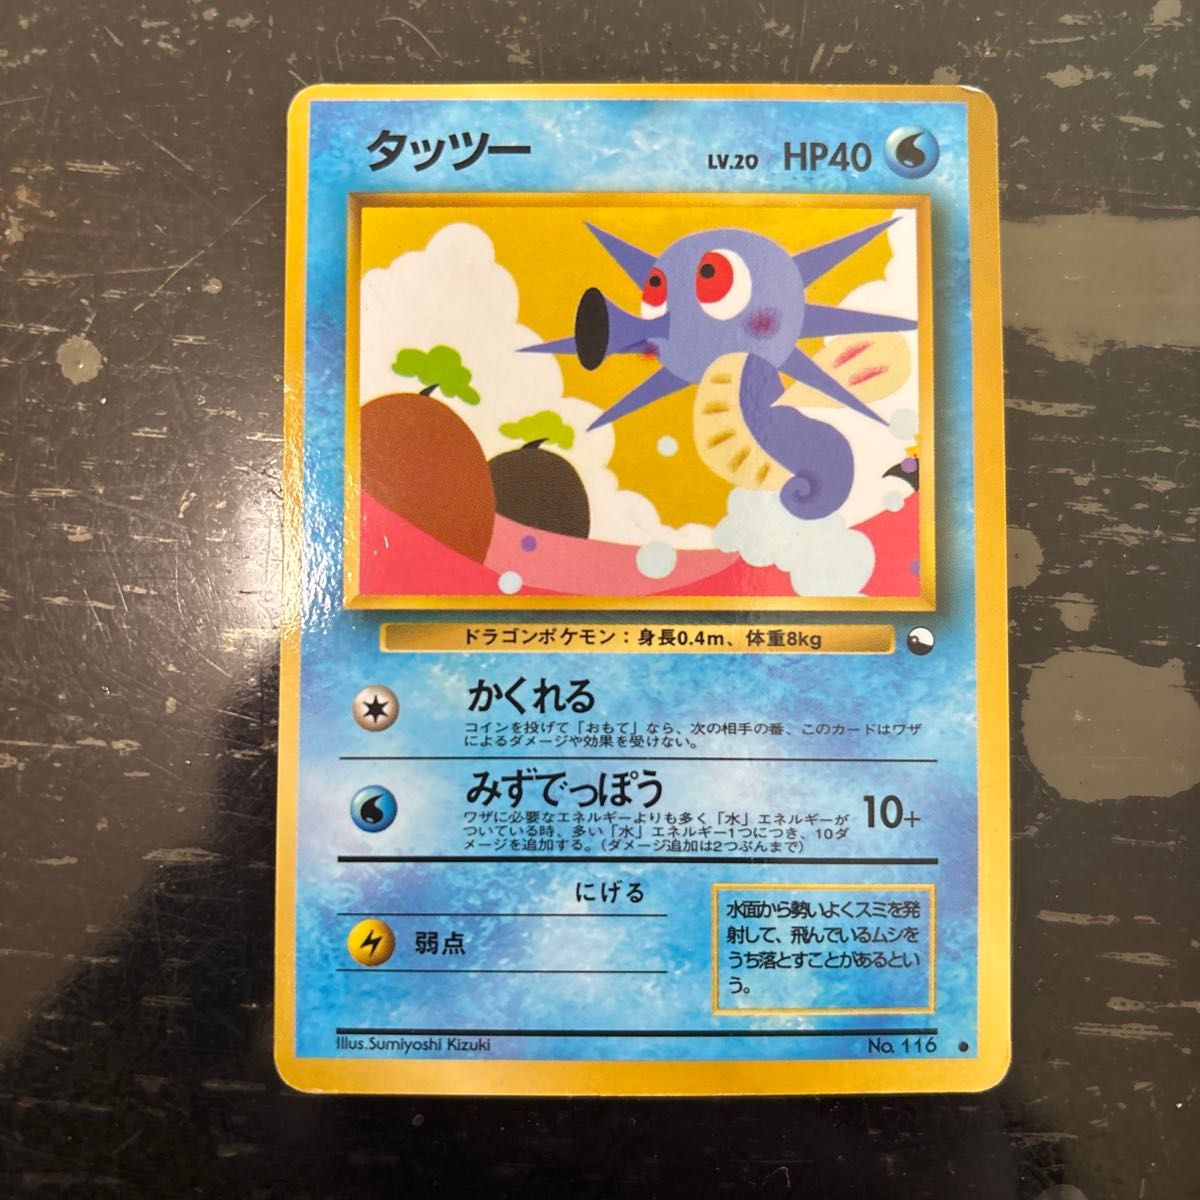 タッツー LV.20 HP40
ドラゴンポケモン：身長0.4m、体重8kg
かくれる
コインを投げて「おもて」なら、次の相手の番、このカードはワザ
によるダメージや効果を受けない。
みずでっぽう 10+
ワザに必要なエネルギーよりも多く「水」エネルギーが
ついている時、多い「水」エネルギー1つにつき、10ダ
メージを追加する。（ダメージ追加は2つぶんまで）
にげる
弱点
水面から勢いよくスミを発
射して、飛んでいるムシを
うち落とすことがあるとい
う。
Illus.Sumiyoshi Kizuki No. 116